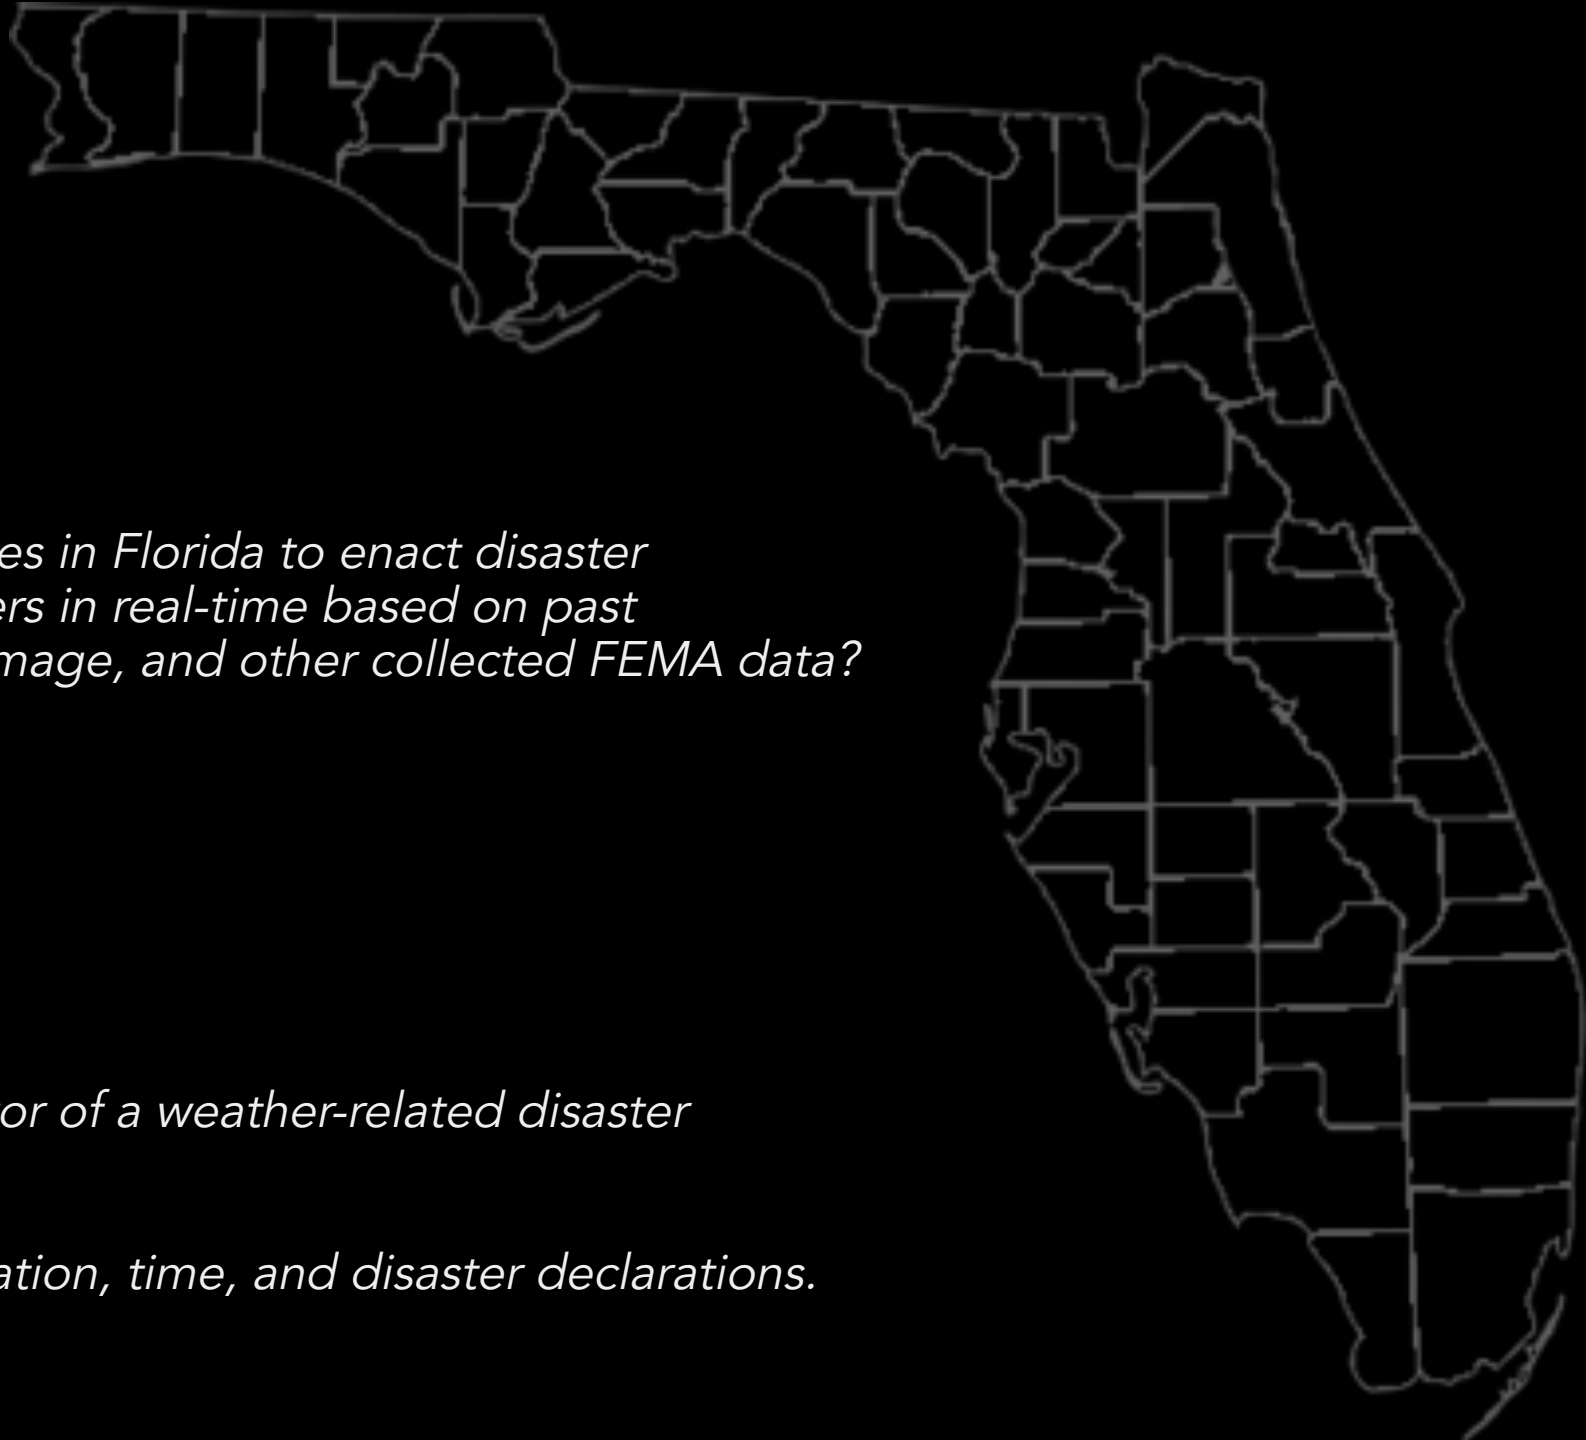 es in Florida to enact disaster
ers in real-time based on past
mage, and other collected FEMA data?
or of a weather-related disaster
ation, time, and disaster declarations.